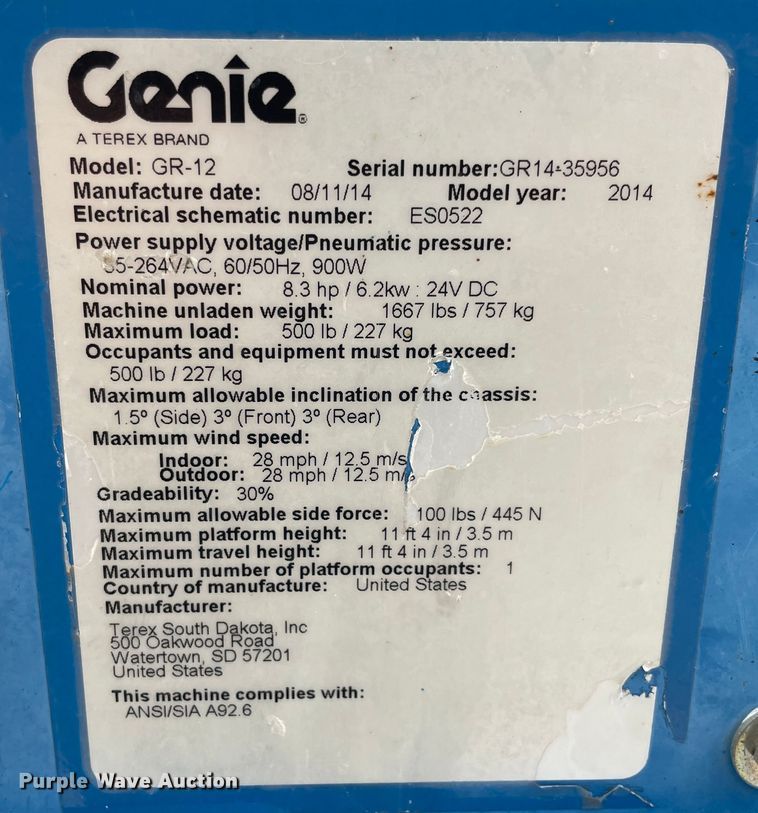 Genie®
A TEREX BRAND
Model: GR-12 Serial number:GR14-35956
Manufacture date: 08/11/14 Model year: 2014
Electrical schematic number: ES0522
Power supply voltage/Pneumatic pressure:
60/50Hz, 900W
Nominal power: 8.3 hp / 6.2kw : 24V DC
Machine unladen weight: 1667 lbs / 757 kg
Maximum load: 500 lb / 227 kg
Occupants and equipment must not exceed:
500 lb / 227 kg
Maximum allowable inclination of the chassis:
1.5º (Side) 3º (Front) 3º (Rear)
Maximum wind speed:
Indoor: 28 mph / 12.5 m/s
Outdoor: 28 mph / 12.5 m/s
Gradeability: 30%
Maximum allowable side force: 100 lbs / 445 N
Maximum platform height: 11 ft 4 in / 3.5 m
Maximum travel height: 11 ft 4 in / 3.5 m
Maximum number of platform occupants: 1
Country of manufacture: United States
Manufacturer:
Terex South Dakota, Inc
500 Oakwood Road
Watertown, SD 57201
United States
This machine complies with:
ANSI/SIA A92.6
Purple Wave Auction